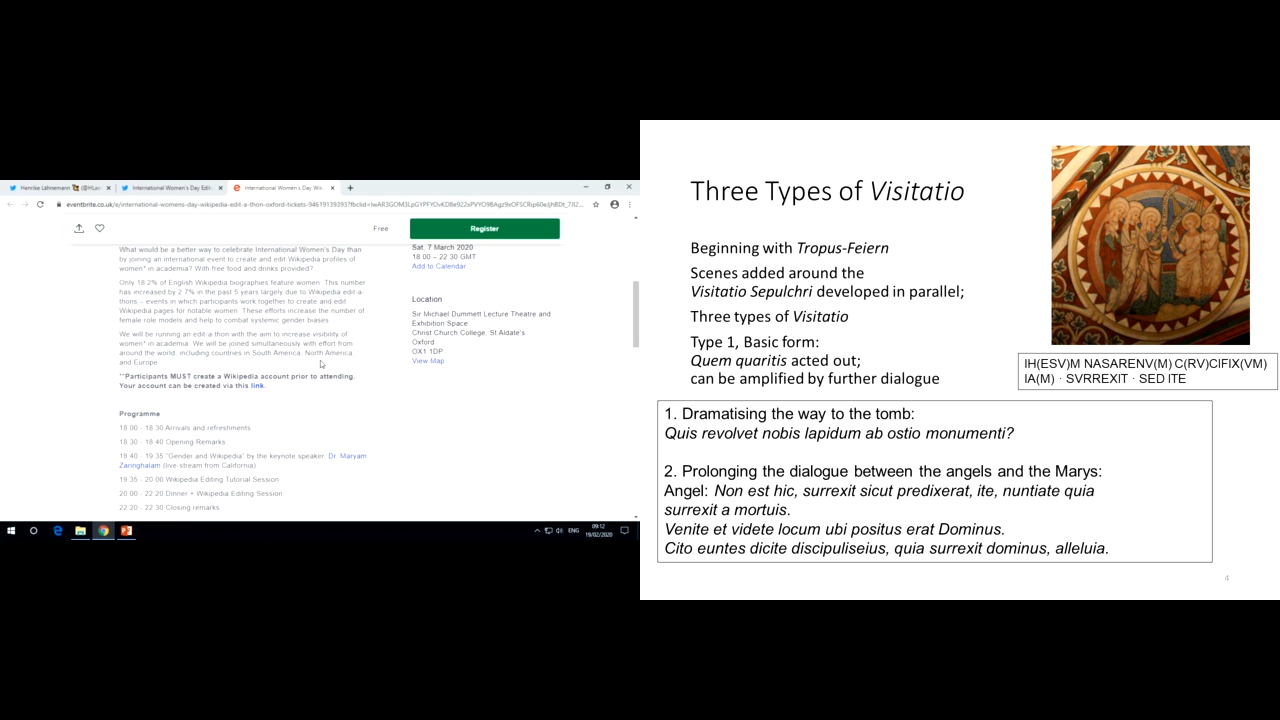 Henrike Lähnemann
International Women's Day Edi
International Women's Day Wik
Free
Register
What would be a better way to celebrate International Women's Day than
by joining an international event to create and edit Wikipedia profiles of
women* in academia? With free food and drinks provided?
Only 18.2% of English Wikipedia biographies feature women. This number
has increased by 2.7% in the past 5 years largely due to Wikipedia edit-a-
thons – events in which participants work together to create and edit
Wikipedia pages for notable women. These efforts increase the number of
female role models and help to combat systemic gender biases.
We will be running an edit-a-thon with the aim to increase visibility of
women* in academia. We will be joined simultaneously with effort from
around the world, including countries in South America, North America
and Europe.
**Participants MUST create a Wikipedia account prior to attending.
Your account can be created via this link.
Programme
18 00 - 18 30 Arrivals and refreshments
18 30 - 18 40 Opening Remarks
18 40 - 19 35 "Gender and Wikipedia" by the keynote speaker, Dr. Maryam
Zaringhalam (live-stream from California)
19 35 - 20 00 Wikipedia Editing Tutorial Session
20 00 - 22 20 Dinner + Wikipedia Editing Session
22 20 - Closing remarks
Sat, 7 March 2020
18 00 – 22 30 GMT
Add to Calendar
Location
Sir Michael Dummett Lecture Theatre and
Exhibition Space
Christ Church College, St Aldate's
Oxford
OX1 1DP
View Map
ENG
09:12
19/02/2020
Three Types of Visitatio
Beginning with Tropus-Feiern
Scenes added around the
Visitatio Sepulchri developed in parallel;
Three types of Visitatio
Type 1, Basic form:
Quem quaritis acted out;
can be amplified by further dialogue
IH(ESV)M NASARENV(M) C(RV)CIFIX(VM)
IA(M) · SVRREXIT · SED ITE
1. Dramatising the way to the tomb:
Quis revolvet nobis lapidum ab ostio monumenti?
2. Prolonging the dialogue between the angels and the Marys:
Angel: Non est hic, surrexit sicut predixerat, ite, nuntiate quia
surrexit a mortuis.
Venite et videte locum ubi positus erat Dominus.
Cito euntes dicite discipuliseius, quia surrexit dominus, alleluia.
4